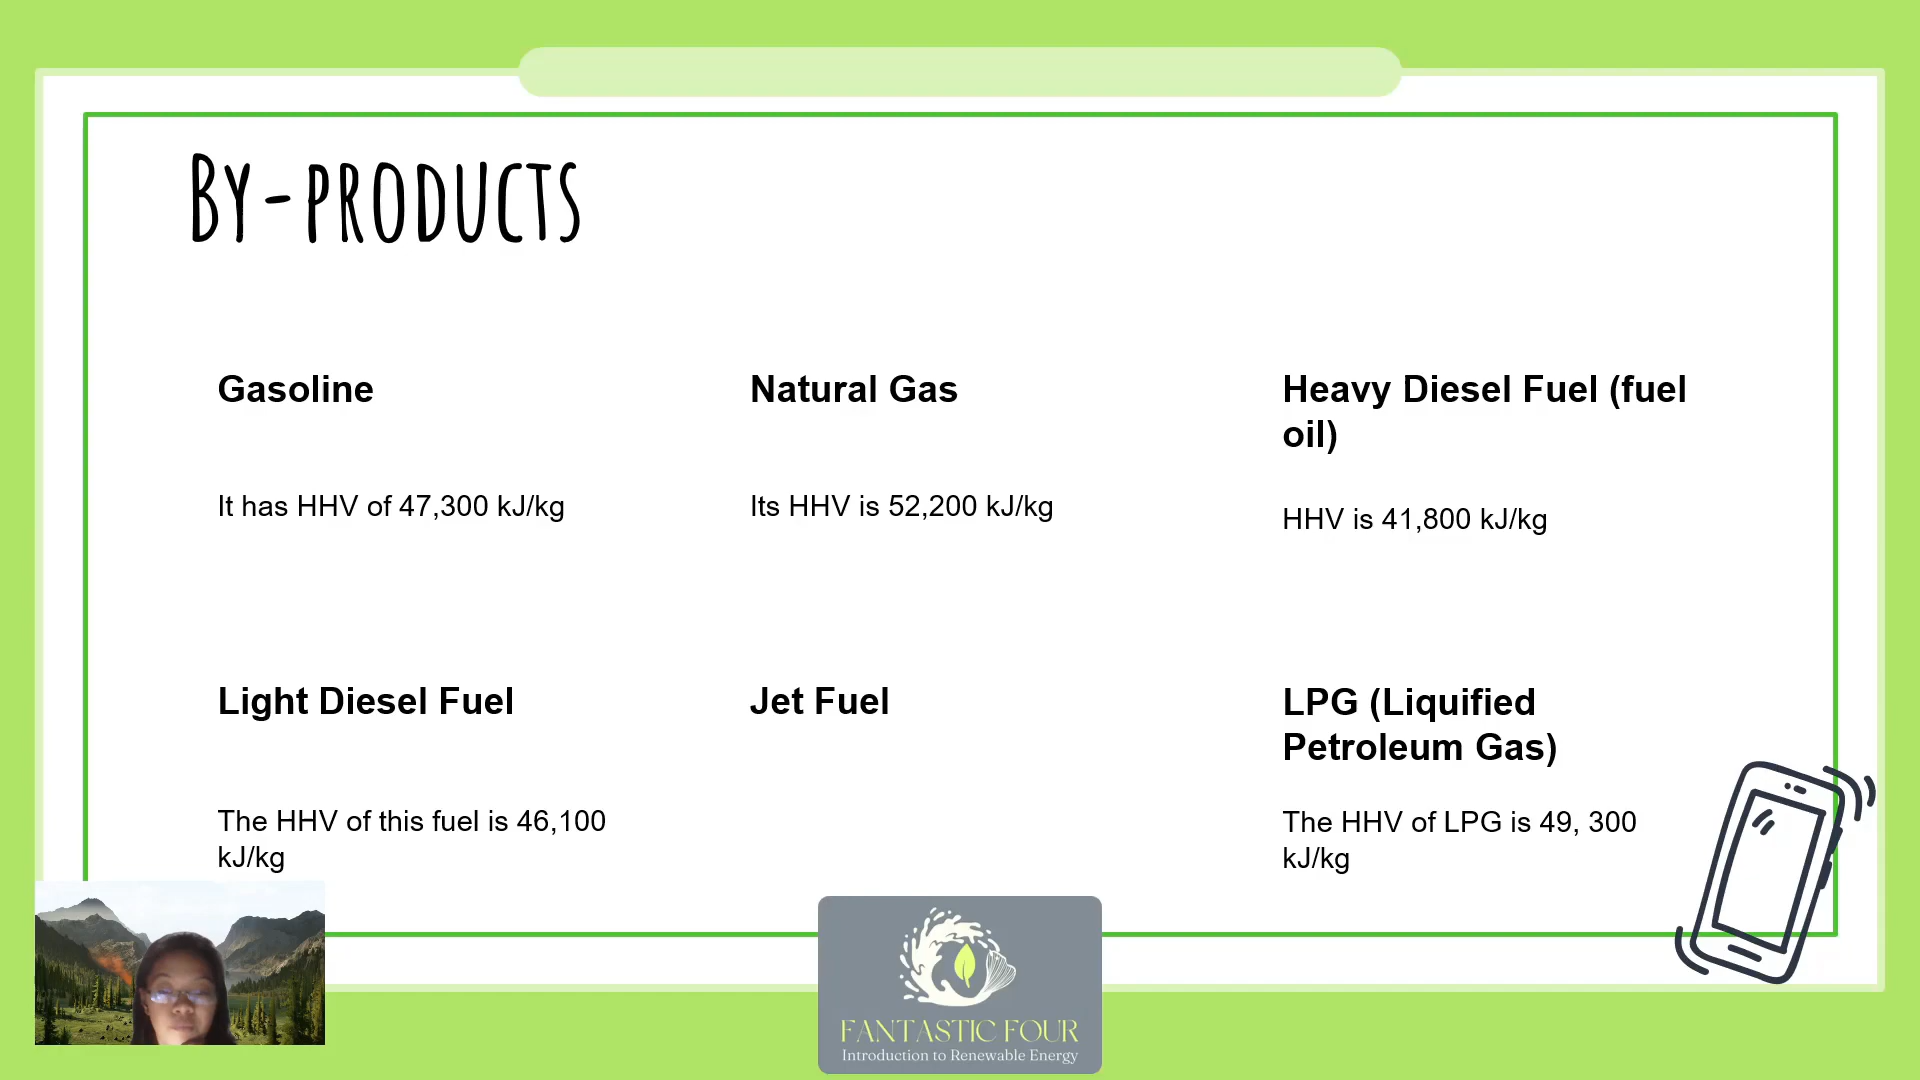 By-products
Gasoline
It has HHV of 47,300 kJ/kg
Natural Gas
Its HHV is 52,200 kJ/kg
Heavy Diesel Fuel (fuel
oil)
HHV is 41,800 kJ/kg
Light Diesel Fuel
The HHV of this fuel is 46,100
kJ/kg
Jet Fuel
LPG (Liquified
Petroleum Gas)
The HHV of LPG is 49, 300
kJ/kg
FANTASTIC FOUR
Introduction to Renewable Energy